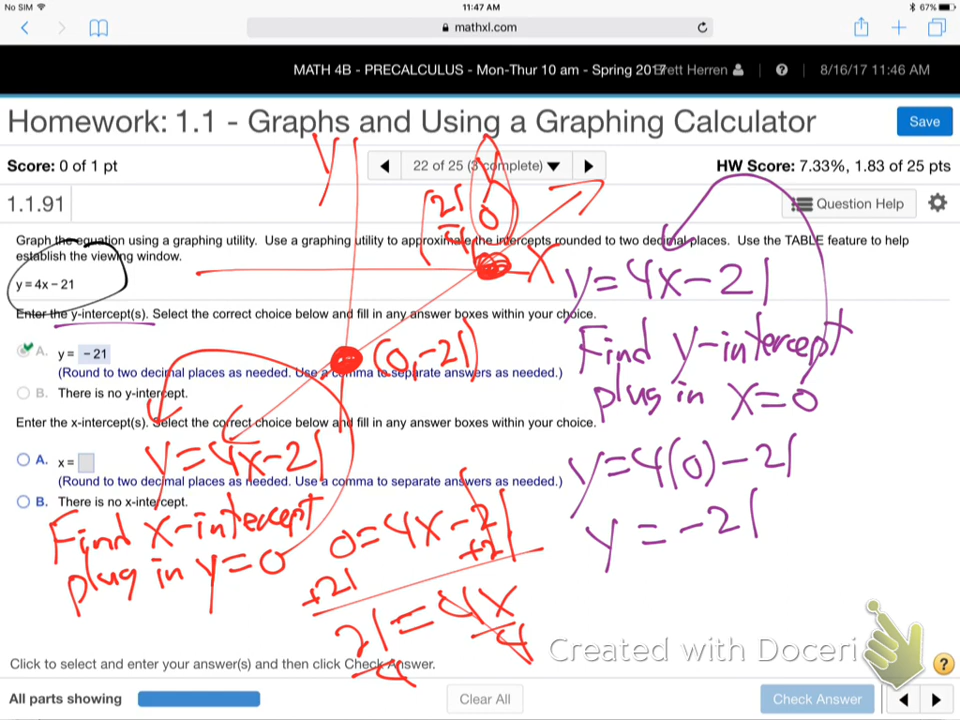 No SIM
11:47 AM
67%
mathxl.com
MATH 4B - PRECALCULUS - Mon-Thur 10 am - Spring 2017
Brett Herren
8/16/17 11:46 AM
Homework: 1.1 - Graphs and Using a Graphing Calculator
Save
Score: 0 of 1 pt
22 of 25 (3 complete)
HW Score: 7.33%, 1.83 of 25 pts
1.1.91
Question Help
Graph the equation using a graphing utility. Use a graphing utility to approximate the intercepts rounded to two decimal places. Use the TABLE feature to help
establish the viewing window.
y = 4x − 21
Enter the y-intercept(s). Select the correct choice below and fill in any answer boxes within your choice.
A. y = − 21
(Round to two decimal places as needed. Use a comma to separate answers as needed.)
B. There is no y-intercept.
Enter the x-intercept(s). Select the correct choice below and fill in any answer boxes within your choice.
A. x =
(Round to two decimal places as needed. Use a comma to separate answers as needed.)
B. There is no x-intercept.
y
x
(21/4, 0)
(0, -21)
y=4x-21
Find x-intercept
plug in y=0
0=4x-21
+21 +21
21=4x
4 4
y=4x-21
Find y-intercept
plug in x=0
y=4(0)-21
y=-21
Created with Doceri
Click to select and enter your answer(s) and then click Check Answer.
?
All parts showing
Clear All
Check Answer